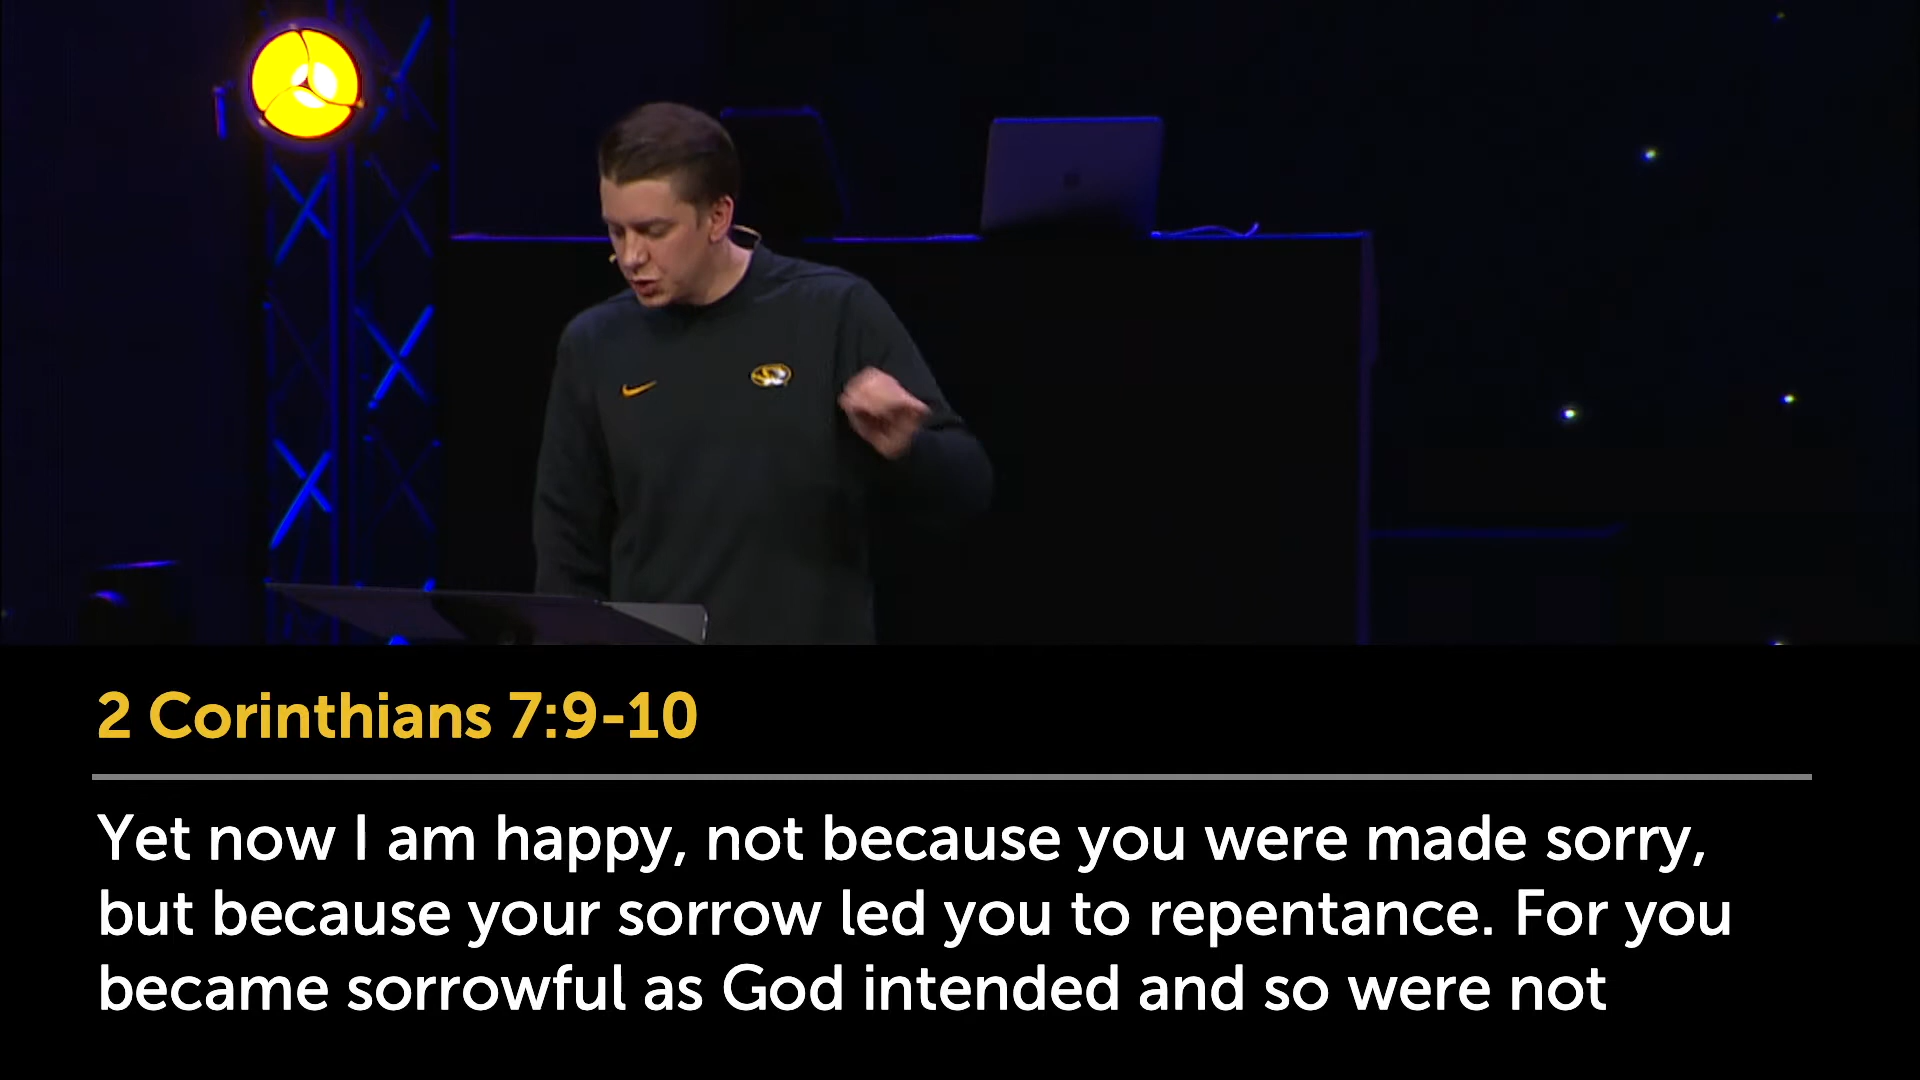 2 Corinthians 7:9-10
Yet now I am happy, not because you were made sorry,
but because your sorrow led you to repentance. For you
became sorrowful as God intended and so were not